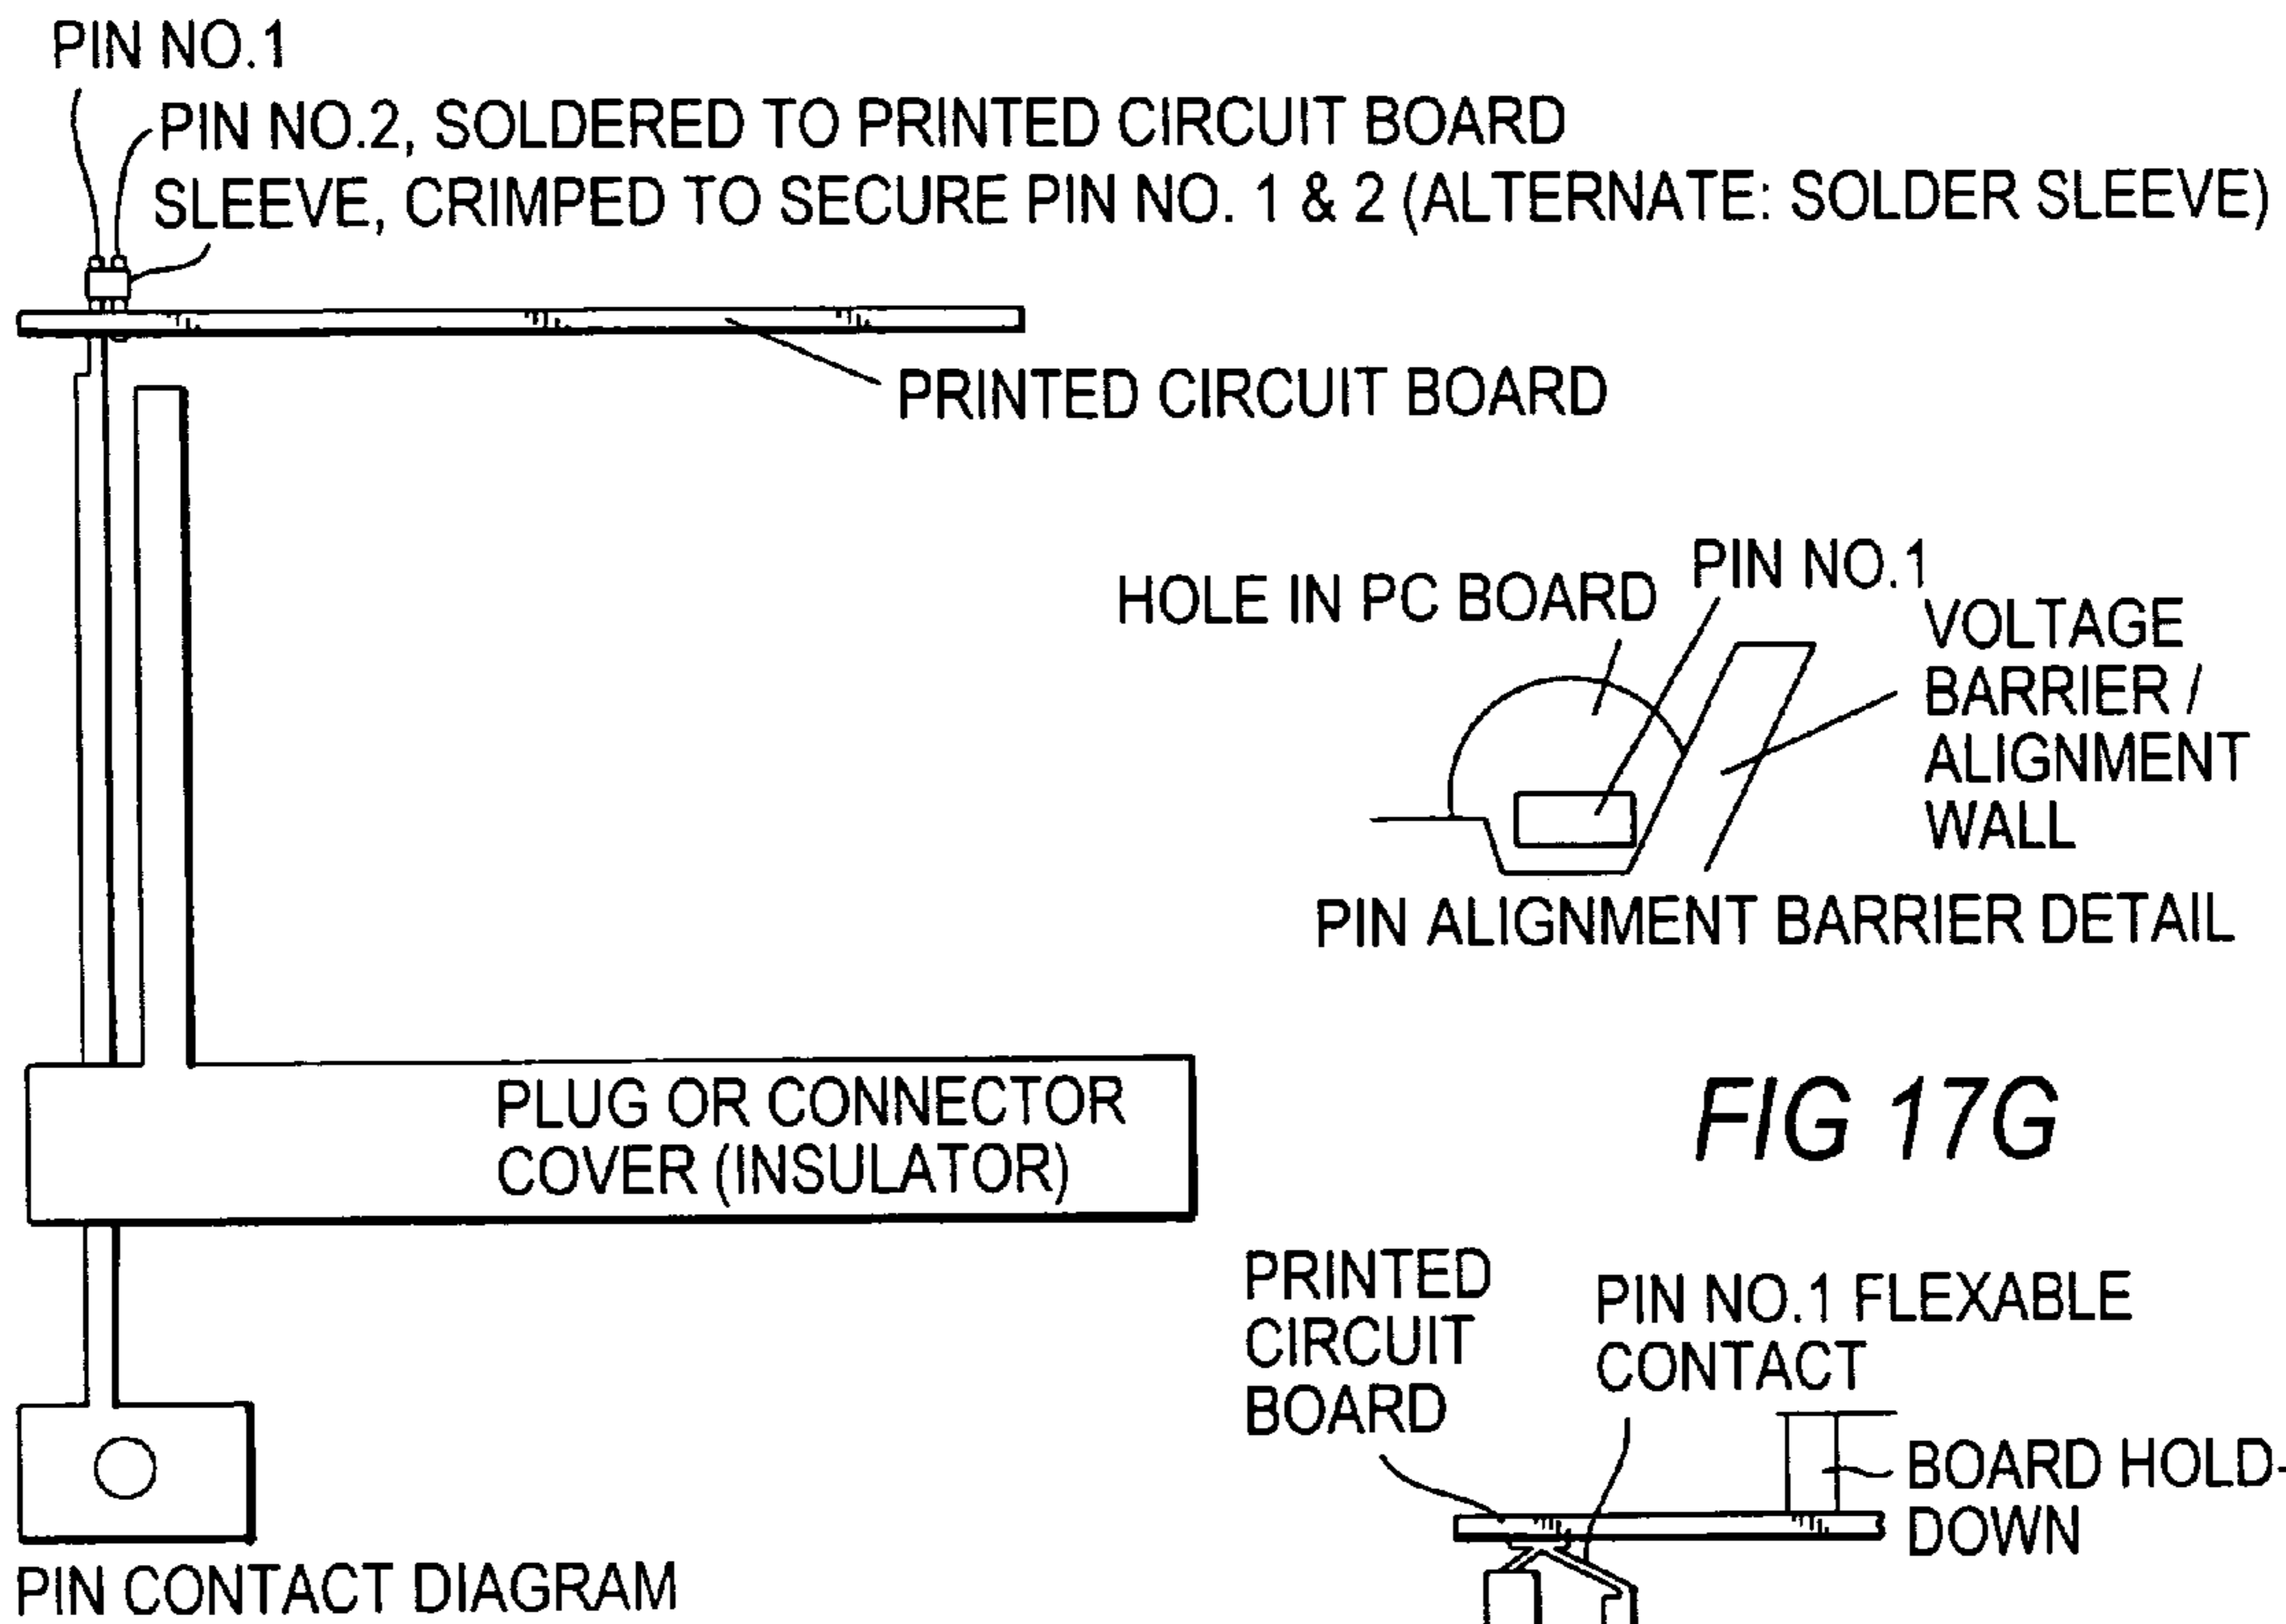 PIN NO.1
PIN NO.2, SOLDERED TO PRINTED CIRCUIT BOARD
SLEEVE, CRIMPED TO SECURE PIN NO. 1 & 2 (ALTERNATE: SOLDER SLEEVE)
PRINTED CIRCUIT BOARD
HOLE IN PC BOARD
PIN NO.1
VOLTAGE
BARRIER /
ALIGNMENT
WALL
PIN ALIGNMENT BARRIER DETAIL
PLUG OR CONNECTOR
COVER (INSULATOR)
FIG 17G
PRINTED
CIRCUIT
BOARD
PIN NO.1 FLEXABLE
CONTACT
BOARD HOLD-
DOWN
PIN CONTACT DIAGRAM